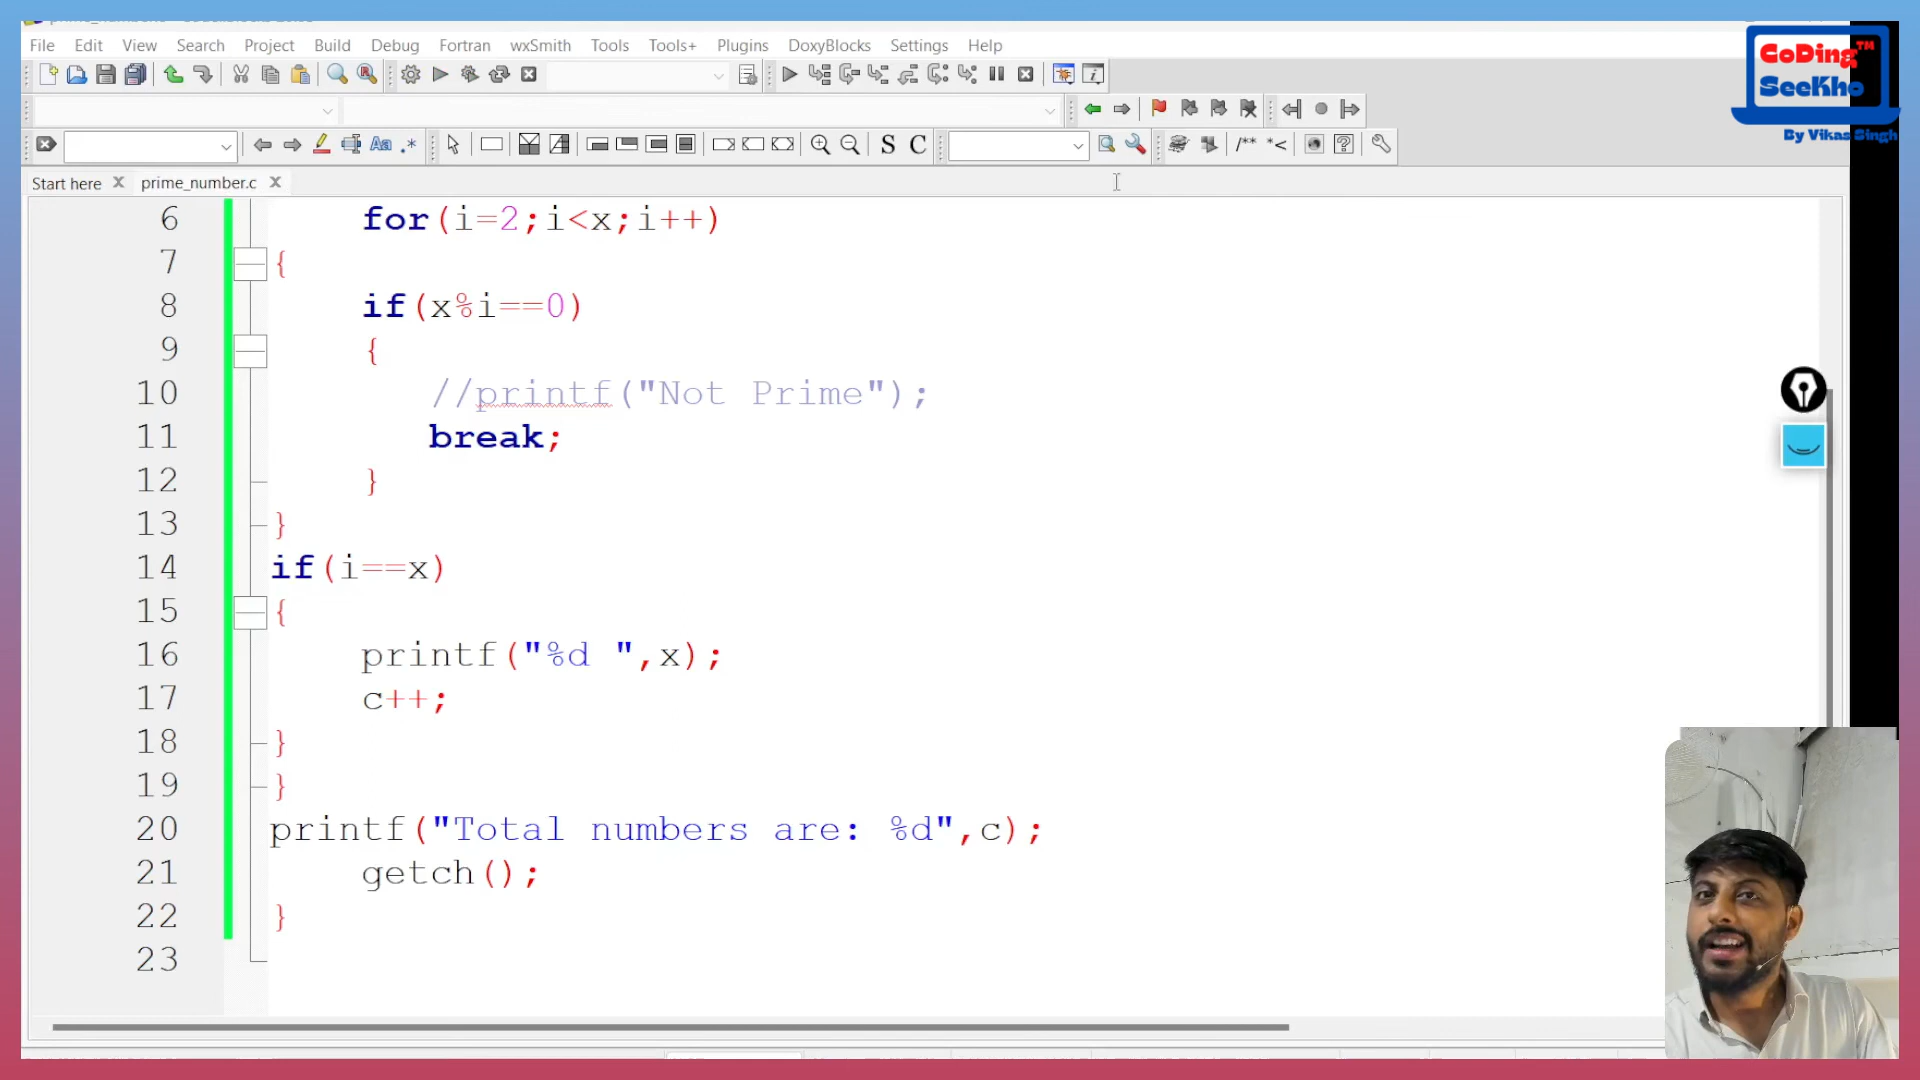 File Edit View Search Project Build Debug Fortran wxSmith Tools Tools+ Plugins DoxyBlocks Settings Help
CoDing™
SeeKho
By Vikas Singh
Aa .* S C /** *<
Start here prime_number.c
6 for(i=2;i<x;i++)
7 {
8 if(x%i==0)
9 {
10 //printf("Not Prime");
11 break;
12 }
13 }
14 if(i==x)
15 {
16 printf("%d ",x);
17 c++;
18 }
19 }
20 printf("Total numbers are: %d",c);
21 getch();
22 }
23